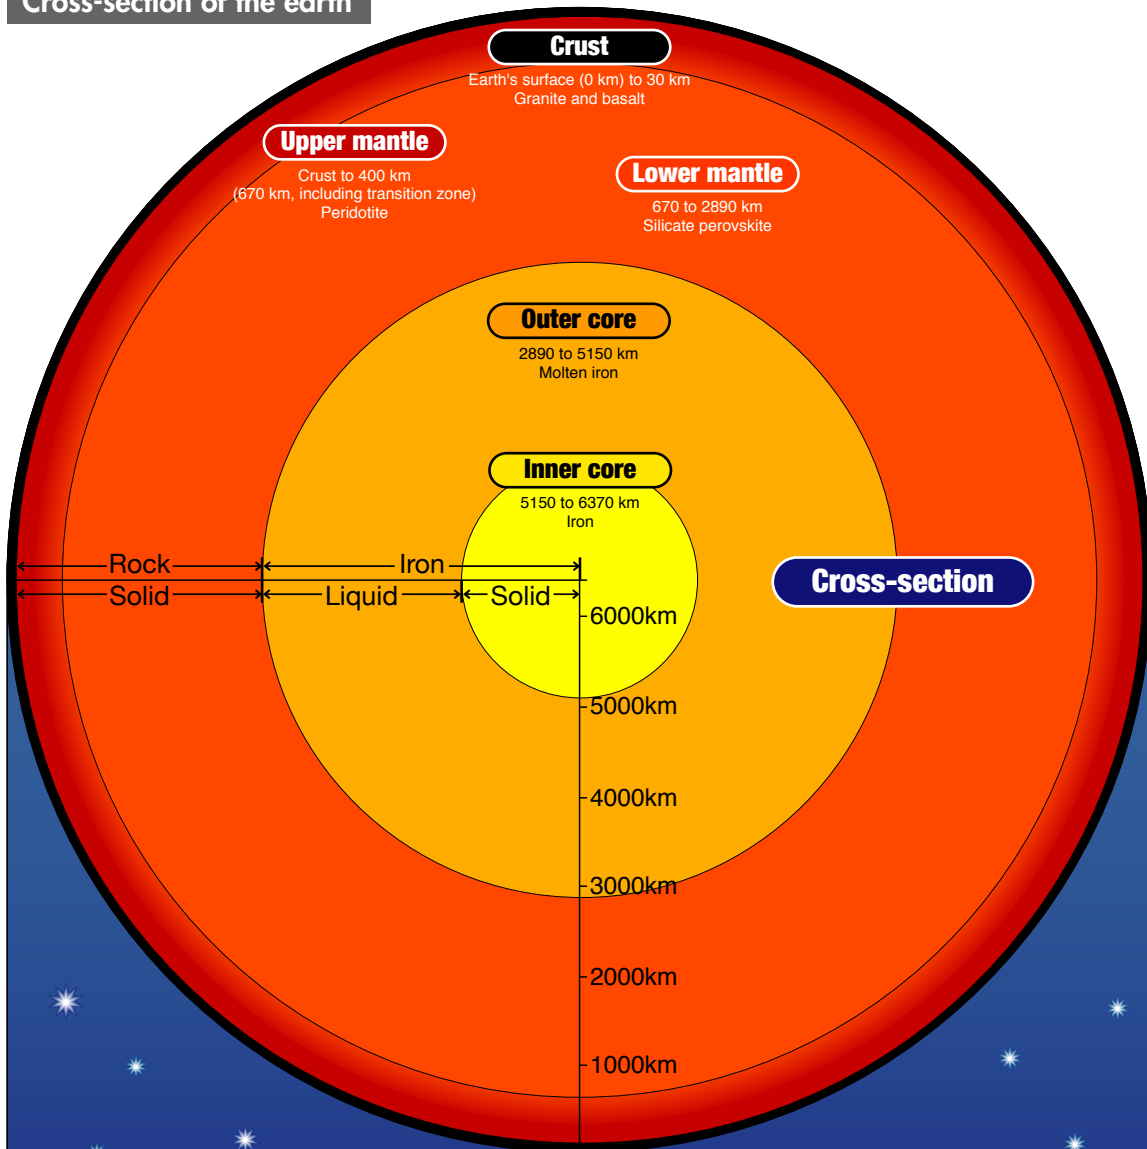 Cross-section of the earth
Crust
Earth's surface (0 km) to 30 km
Granite and basalt
Upper mantle
Crust to 400 km
(670 km, including transition zone)
Peridotite
Lower mantle
670 to 2890 km
Silicate perovskite
Outer core
2890 to 5150 km
Molten iron
Inner core
5150 to 6370 km
Iron
Rock Iron
Solid Liquid Solid
Cross-section
6000km
5000km
4000km
3000km
2000km
1000km